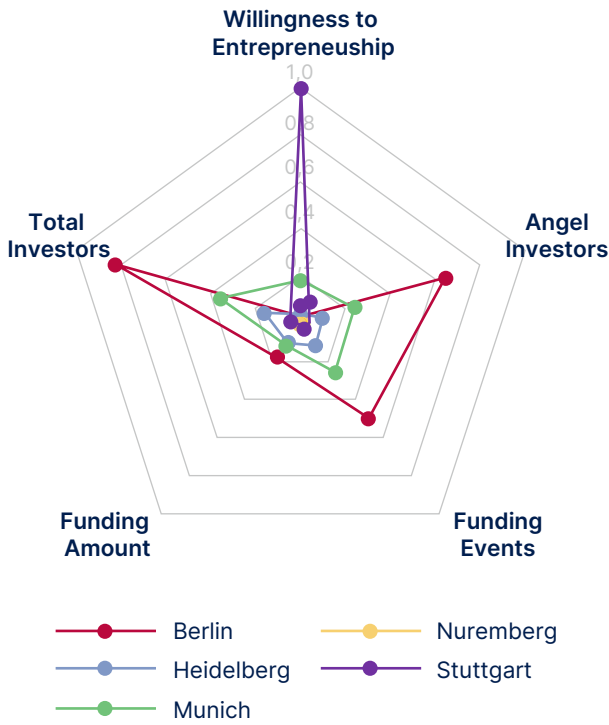 Willingness to
Entrepreneuship
1,0
0,8
0,6
0,4
0,2
Total
Investors
Angel
Investors
Funding
Amount
Funding
Events
Berlin
Nuremberg
Heidelberg
Stuttgart
Munich